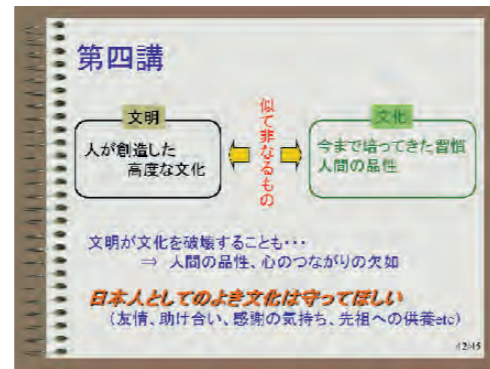 第四講
文明
人が創造した
高度な文化
似て非なるもの
文化
今まで培ってきた習慣
人間の品性
文明が文化を破壊することも・・・
⇒ 人間の品性、心のつながりの欠如
日本人としてのよき文化は守ってほしい
（友情、助け合い、感謝の気持ち、先祖への供養etc）